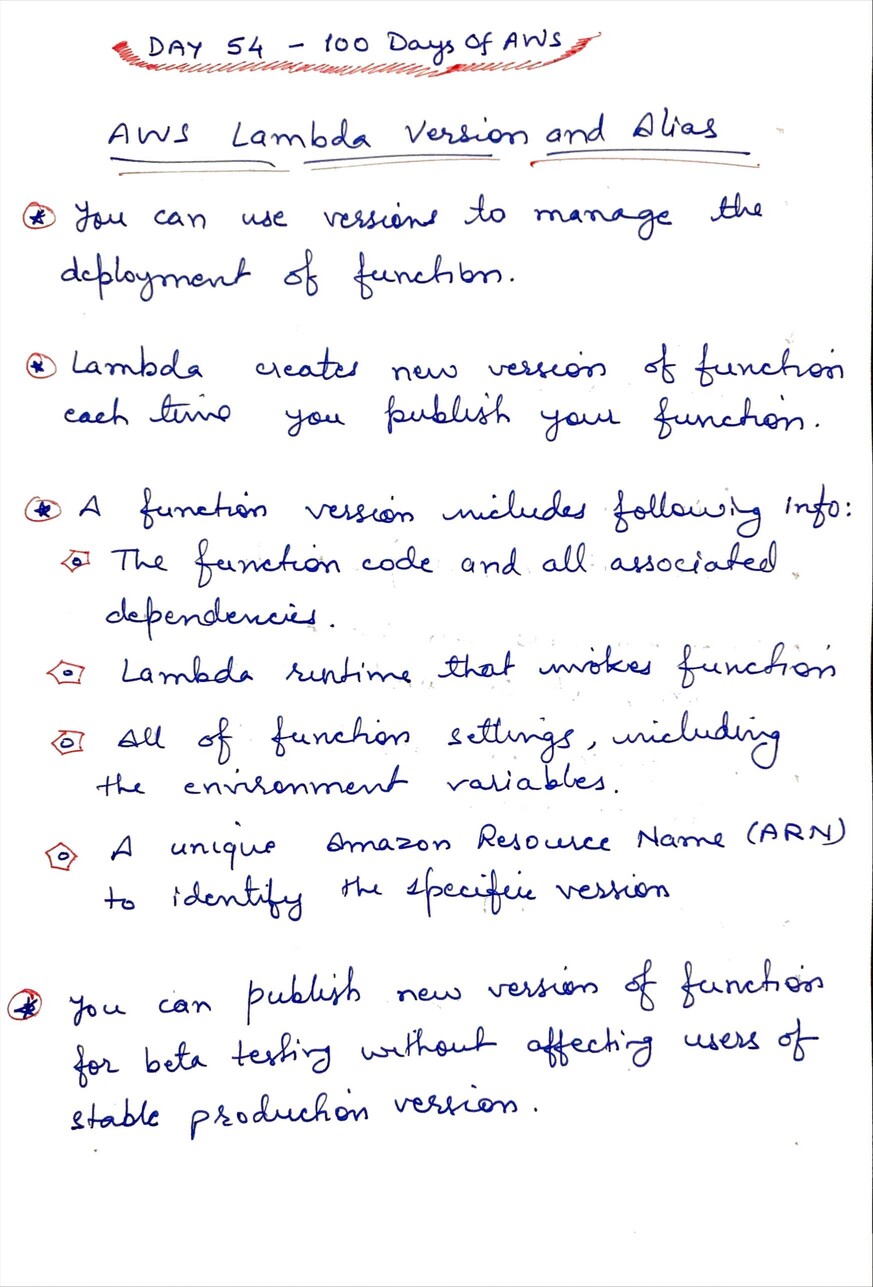 DAY 54 - 100 Days Of AWS
AWS Lambda Version and Alias
You can use versions to manage the
deployment of function.
Lambda creates new version of function
each time you publish your function.
A function version includes following info:
The function code and all associated
dependencies.
Lambda runtime that invokes function
All of function settings, including
the environment variables.
A unique Amazon Resource Name (ARN)
to identify the specific version
You can publish new version of function
for beta testing without affecting users of
stable production version.